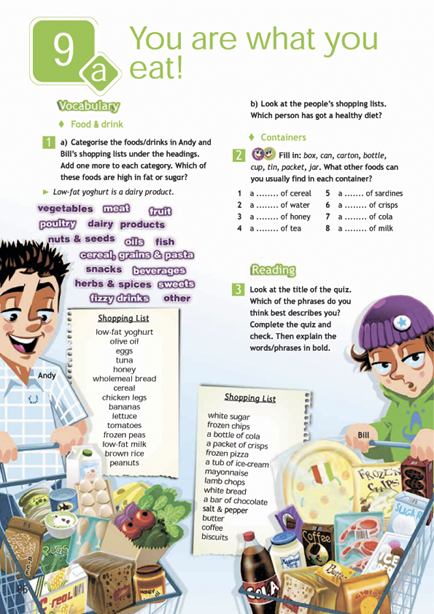 9
a
You are what you
eat!
Vocabulary
♦ Food & drink
1 a) Categorise the foods/drinks in Andy and
Bill's shopping lists under the headings.
Add one more to each category. Which of
these foods are high in fat or sugar?
► Low-fat yoghurt is a dairy product.
vegetables meat fruit
poultry dairy products
nuts & seeds oils fish
cereal, grains & pasta
snacks beverages
herbs & spices sweets
fizzy drinks other
b) Look at the people's shopping lists.
Which person has got a healthy diet?
♦ Containers
2 Fill in: box, can, carton, bottle,
cup, tin, packet, jar. What other foods can
you usually find in each container?
1 a ........ of cereal
2 a ........ of water
3 a ........ of honey
4 a ........ of tea
5 a ........ of sardines
6 a ........ of crisps
7 a ........ of cola
8 a ........ of milk
Reading
3 Look at the title of the quiz.
Which of the phrases do you
think best describes you?
Complete the quiz and
check. Then explain the
words/phrases in bold.
Andy
Shopping List
low-fat yoghurt
olive oil
eggs
tuna
honey
wholemeal bread
cereal
chicken legs
bananas
lettuce
tomatoes
frozen peas
low-fat milk
brown rice
peanuts
Bill
Shopping List
white sugar
frozen chips
a bottle of cola
a packet of crisps
frozen pizza
a tub of ice-cream
mayonnaise
lamb chops
white bread
a bar of chocolate
salt & pepper
butter
coffee
biscuits
FROZEN
CHIPS
SUGAR
Coffee
COLA